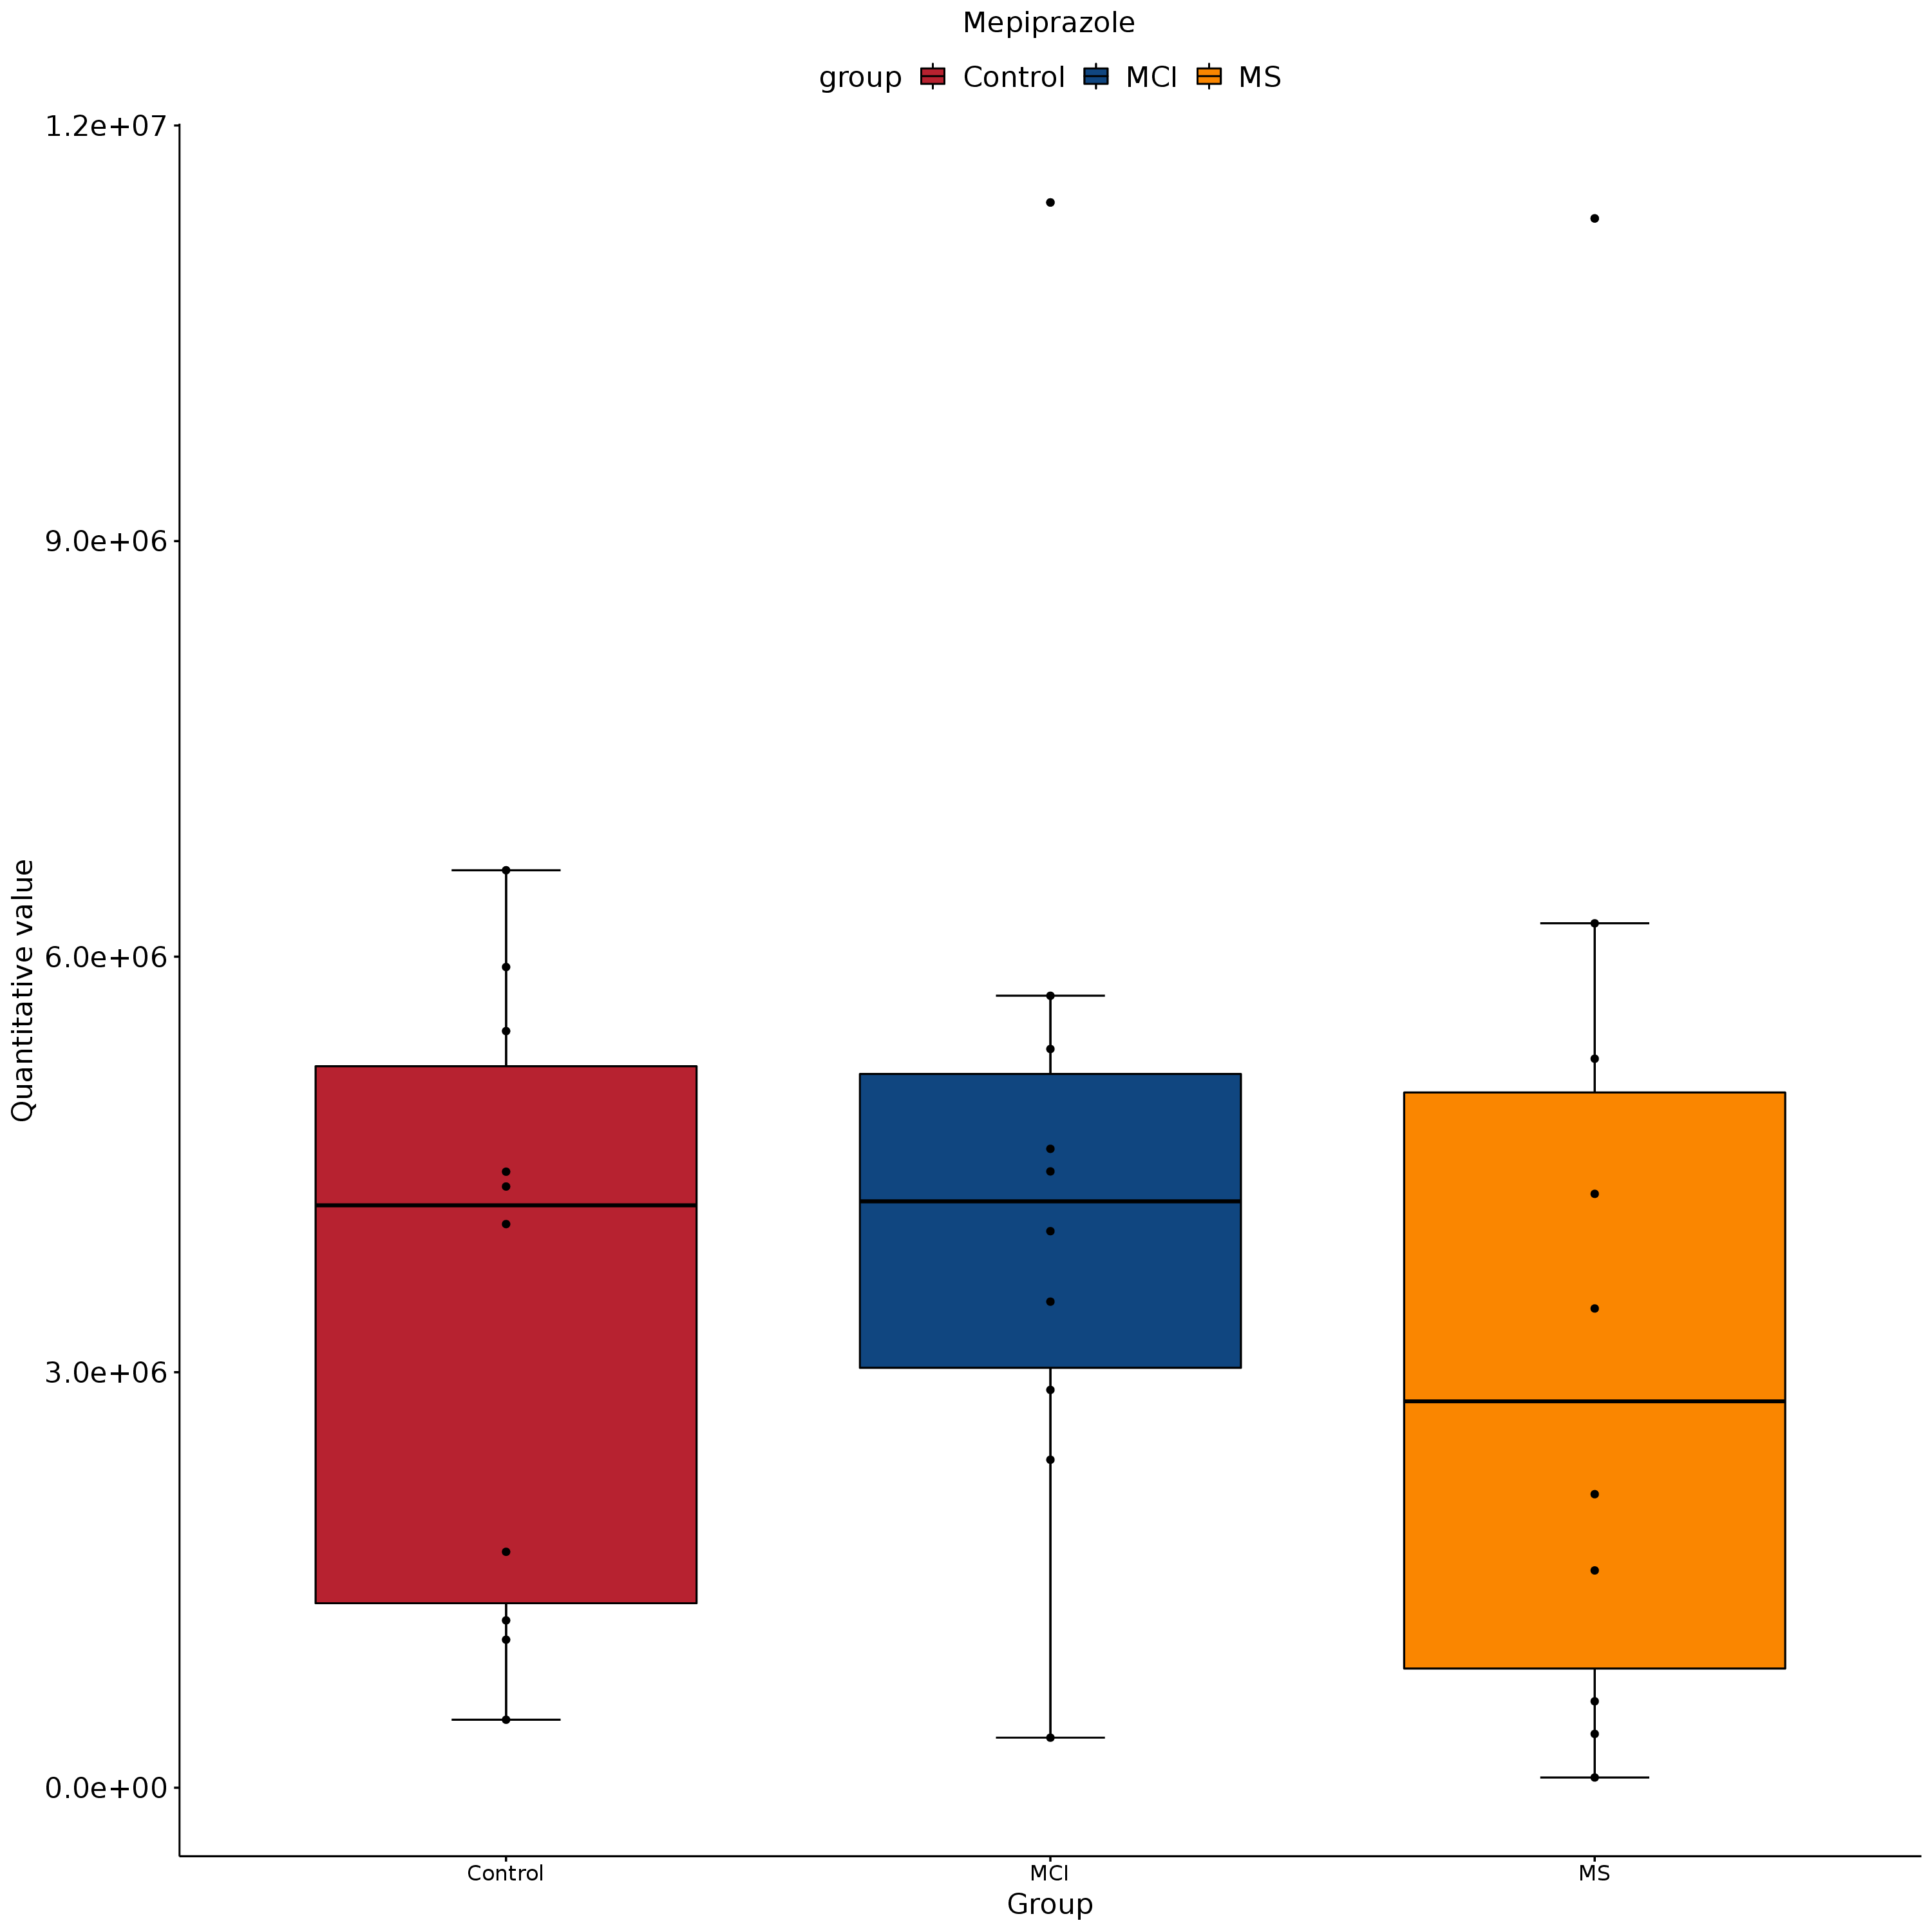 Mepiprazole
group Control MCI MS
1.2e+07
9.0e+06
6.0e+06
3.0e+06
0.0e+00
Quantitative value
Control MCI MS
Group